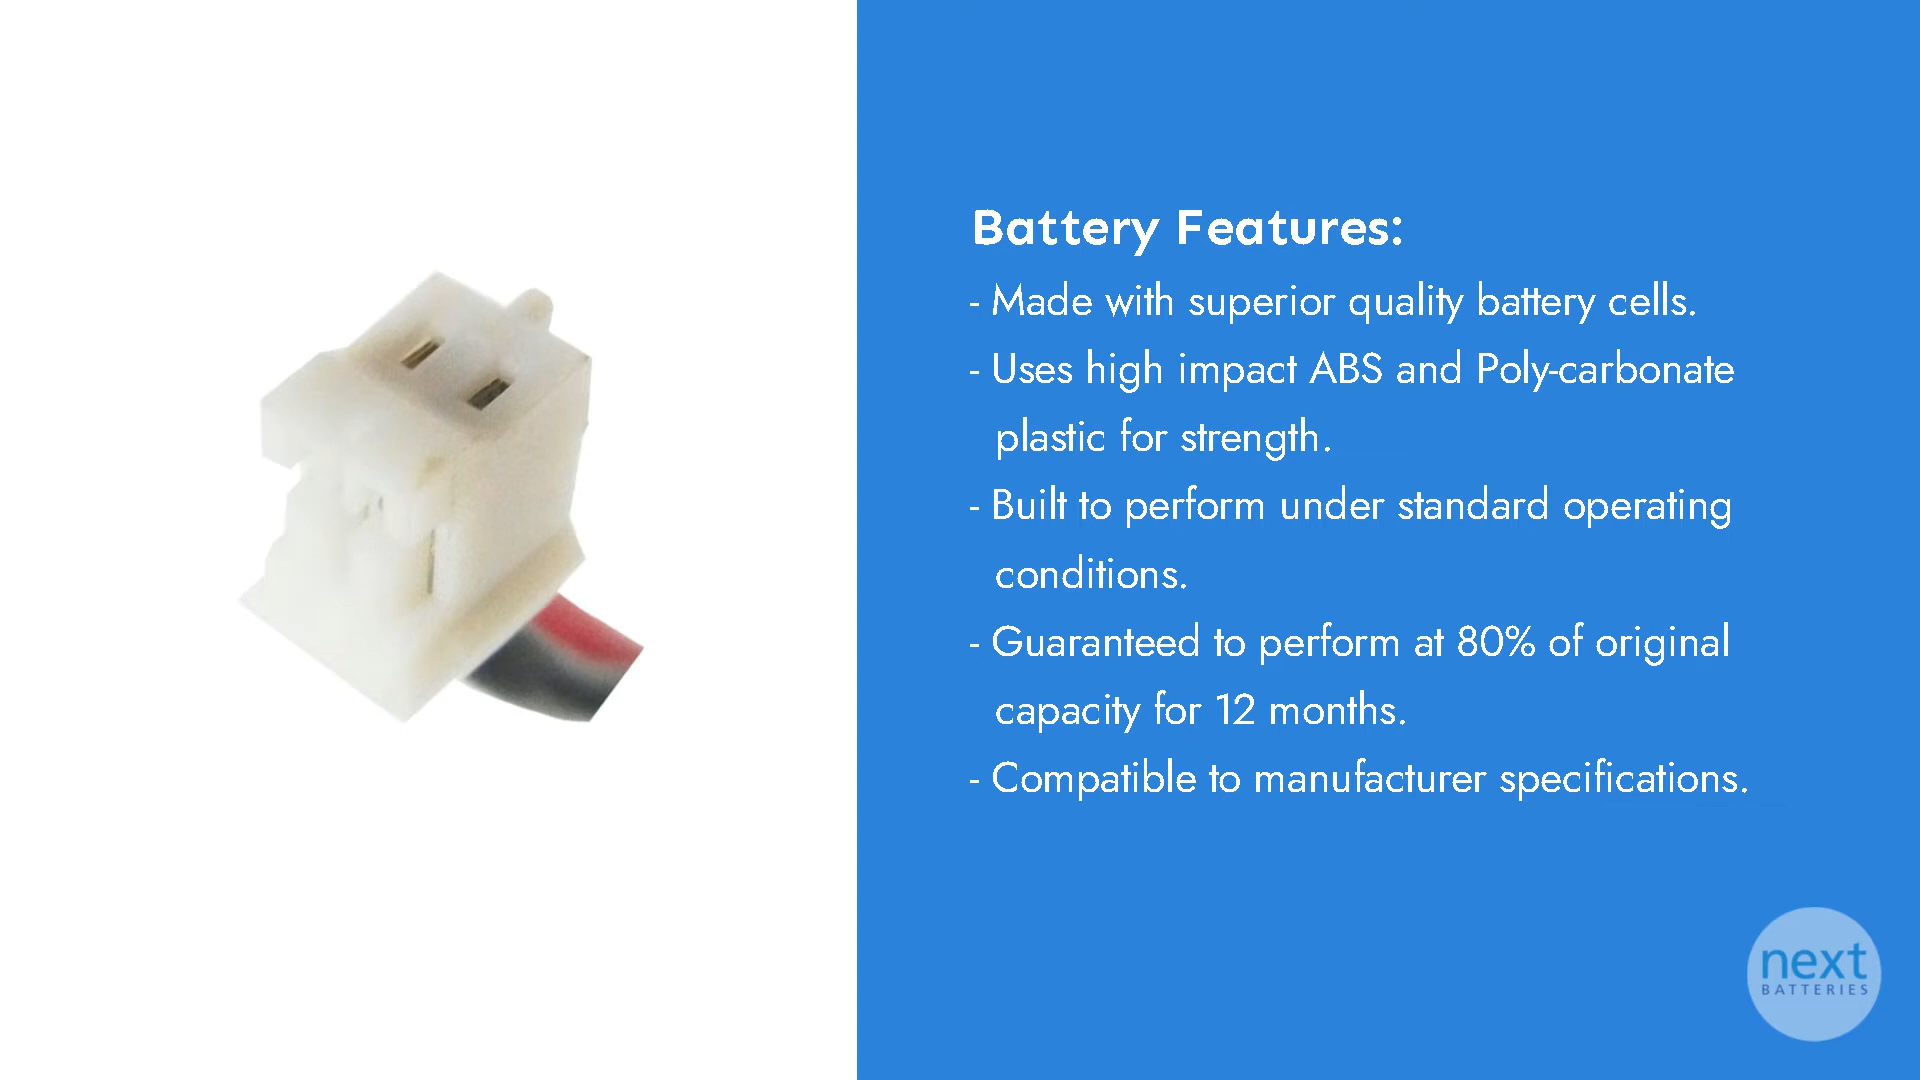 Battery Features:
- Made with superior quality battery cells.
- Uses high impact ABS and Poly-carbonate
plastic for strength.
- Built to perform under standard operating
conditions.
- Guaranteed to perform at 80% of original
capacity for 12 months.
- Compatible to manufacturer specifications.
next
BATTERIES